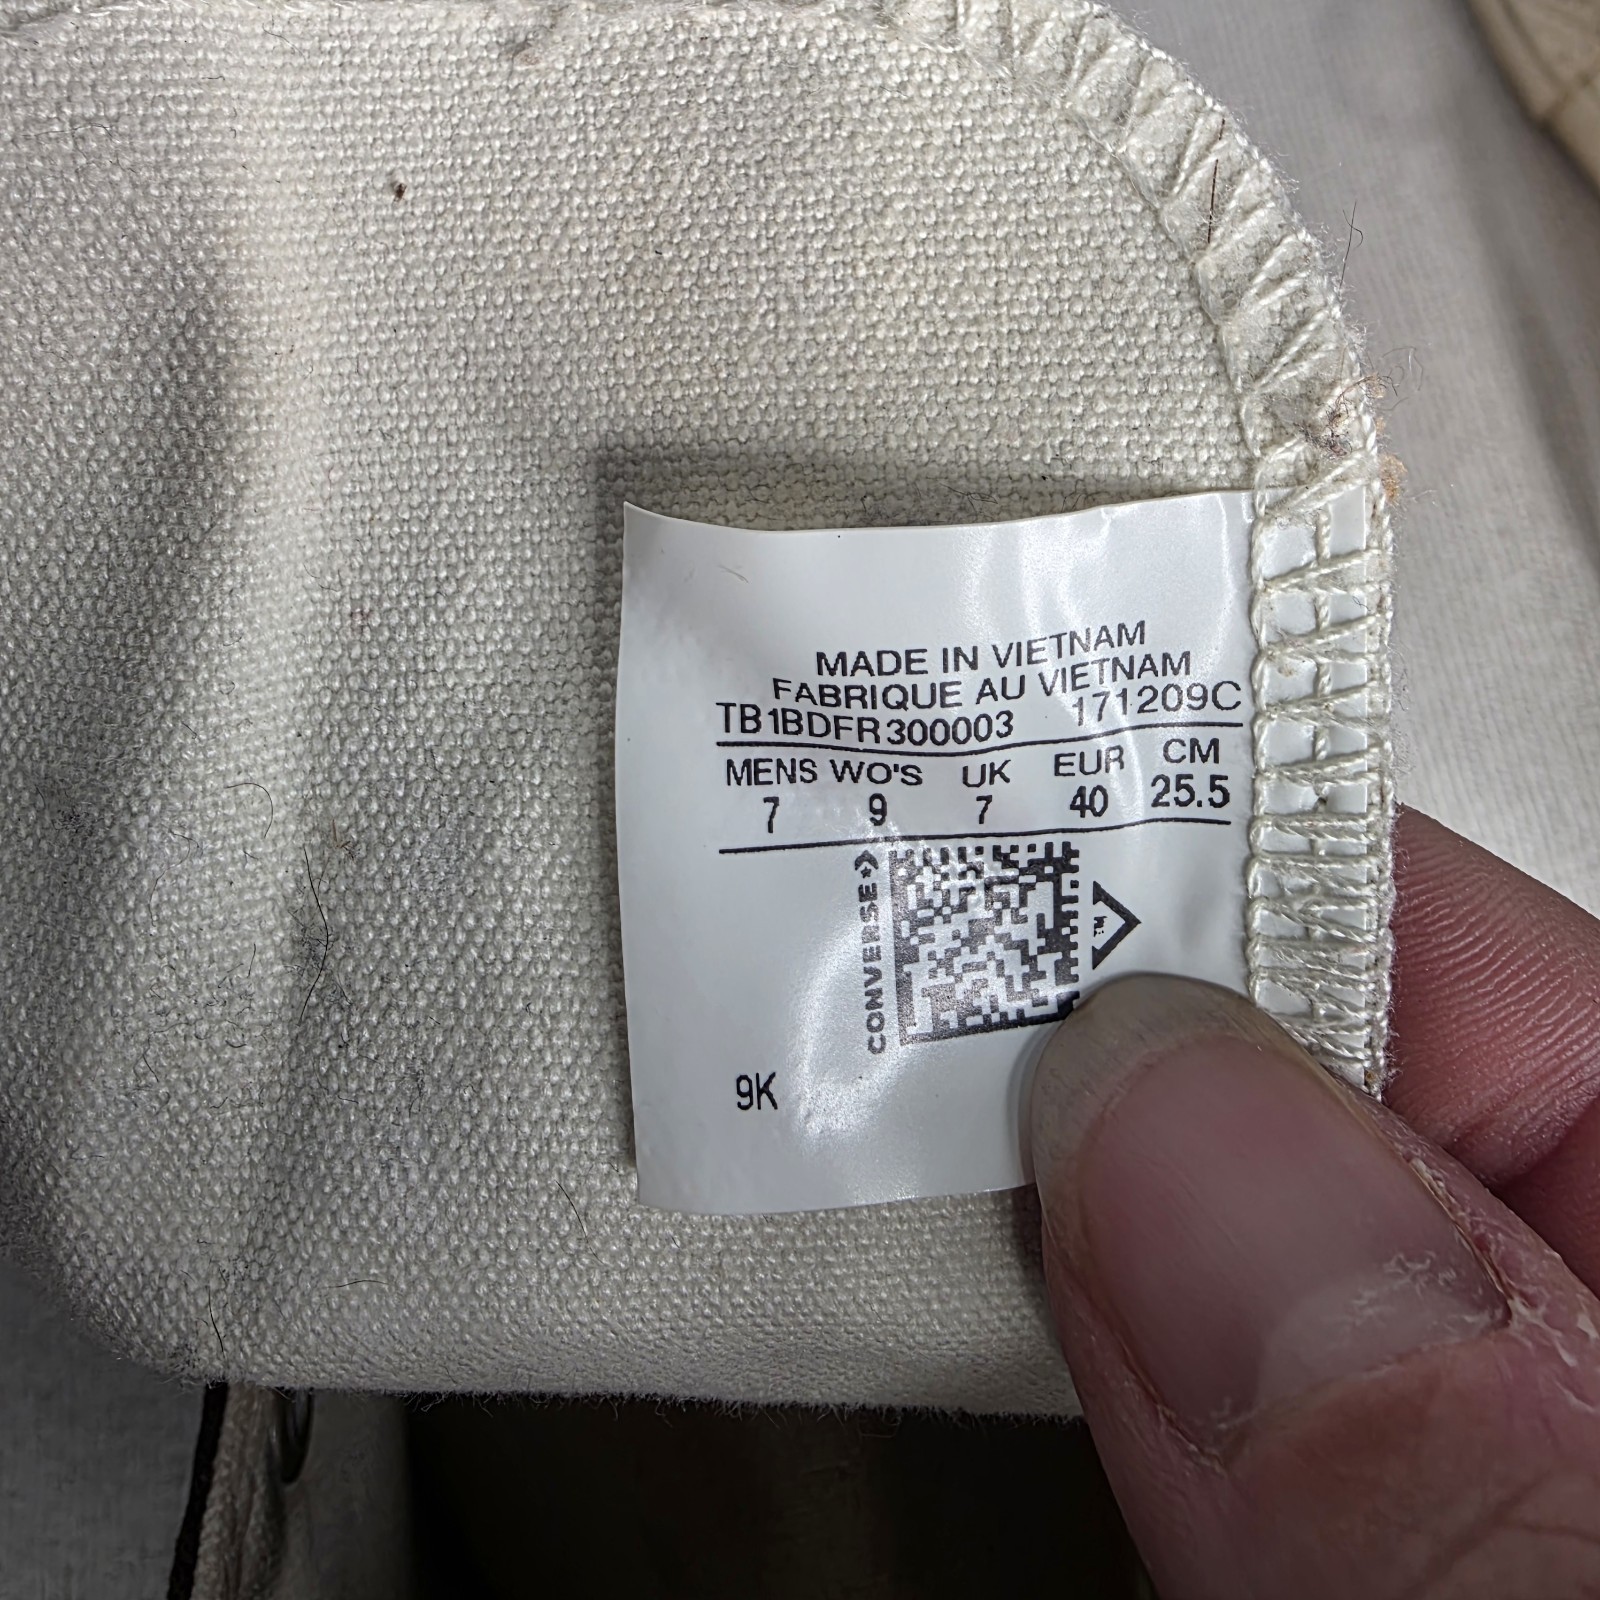 MADE IN VIETNAM
FABRIQUE AU VIETNAM
TB1BDFR300003 171209C
MENS WO'S UK EUR CM
7 9 7 40 25.5
CONVERSE
9K